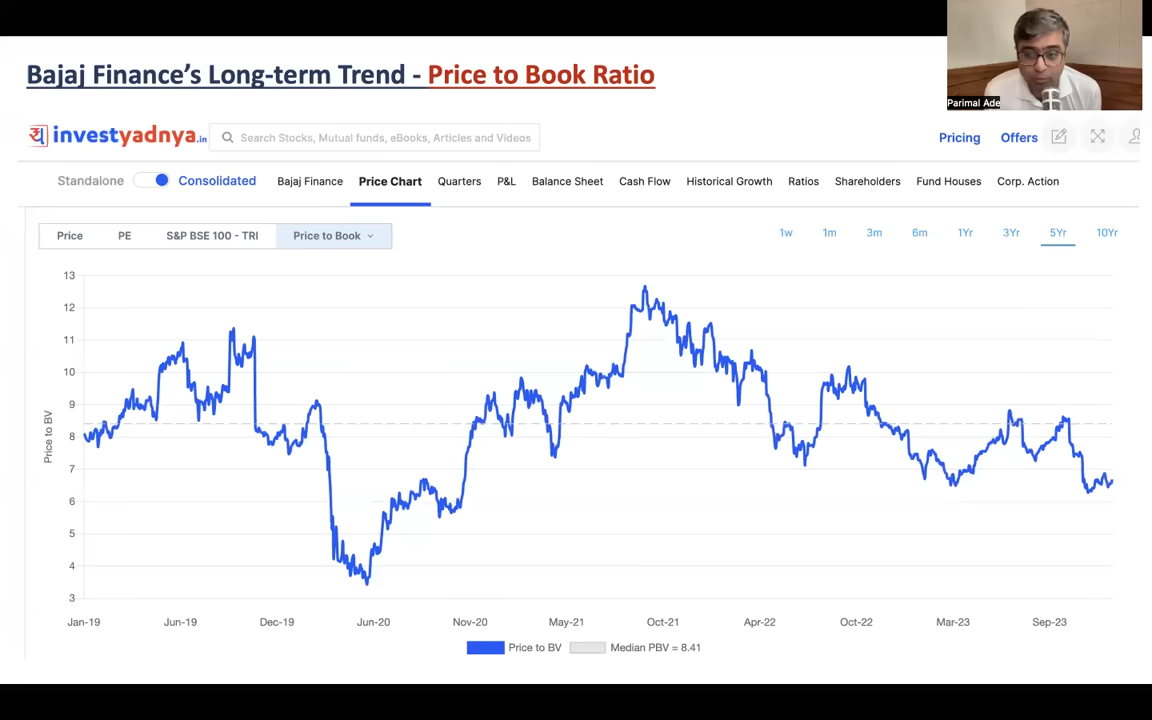 Bajaj Finance's Long-term Trend - Price to Book Ratio
Parimal Ade
investyadnya.in
Search Stocks, Mutual funds, eBooks, Articles and Videos
Pricing
Offers
Standalone
Consolidated
Bajaj Finance
Price Chart
Quarters
P&L
Balance Sheet
Cash Flow
Historical Growth
Ratios
Shareholders
Fund Houses
Corp. Action
Price
PE
S&P BSE 100 - TRI
Price to Book
1w
1m
3m
6m
1Yr
3Yr
5Yr
10Yr
Price to BV
13
12
11
10
9
8
7
6
5
4
3
Jan-19
Jun-19
Dec-19
Jun-20
Nov-20
May-21
Oct-21
Apr-22
Oct-22
Mar-23
Sep-23
Price to BV
Median PBV = 8.41